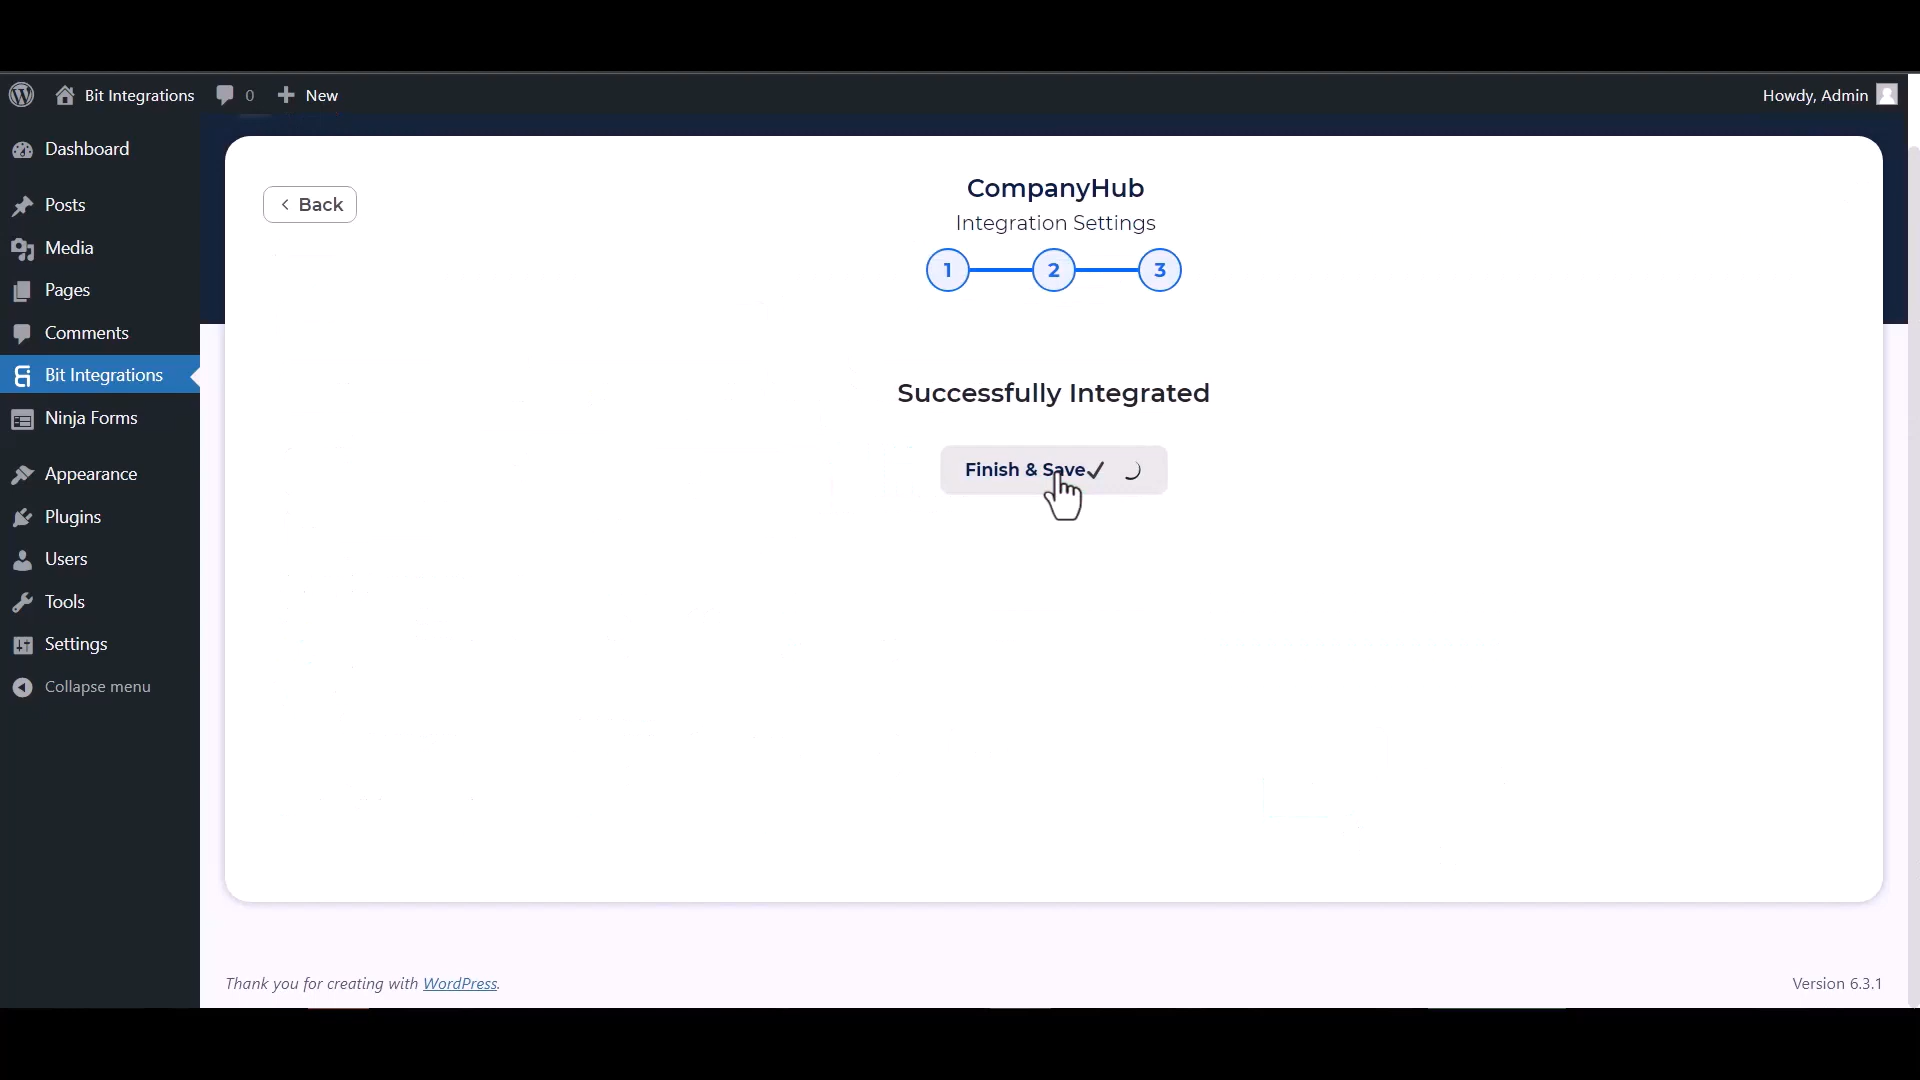 Bit Integrations
0
New
Howdy, Admin
Dashboard
Posts
Media
Pages
Comments
Bit Integrations
Ninja Forms
Appearance
Plugins
Users
Tools
Settings
Collapse menu
Back
CompanyHub
Integration Settings
1 2 3
Successfully Integrated
Finish & Save
Thank you for creating with WordPress.
Version 6.3.1